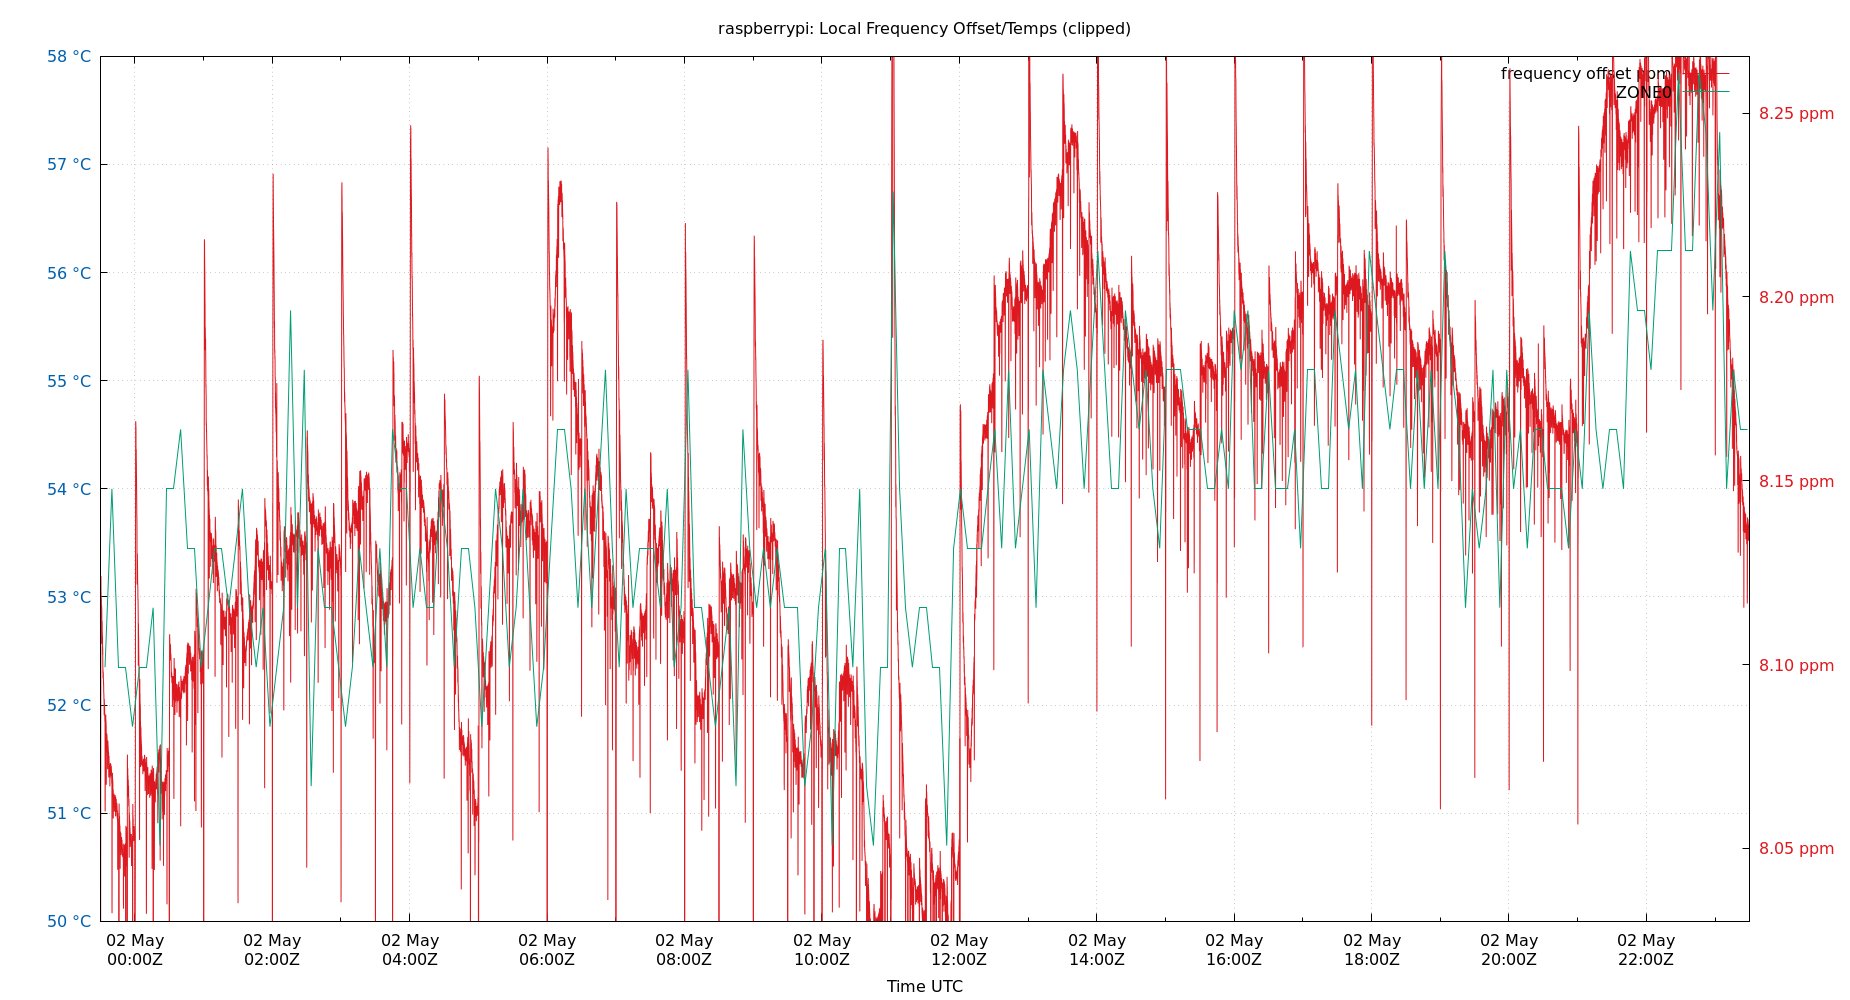 raspberrypi: Local Frequency Offset/Temps (clipped)
58 °C
57 °C
56 °C
55 °C
54 °C
53 °C
52 °C
51 °C
50 °C
frequency offset ppm
ZONE0
8.25 ppm
8.20 ppm
8.15 ppm
8.10 ppm
8.05 ppm
02 May 02 May 02 May 02 May 02 May 02 May 02 May 02 May 02 May 02 May 02 May 02 May
00:00Z 02:00Z 04:00Z 06:00Z 08:00Z 10:00Z 12:00Z 14:00Z 16:00Z 18:00Z 20:00Z 22:00Z
Time UTC